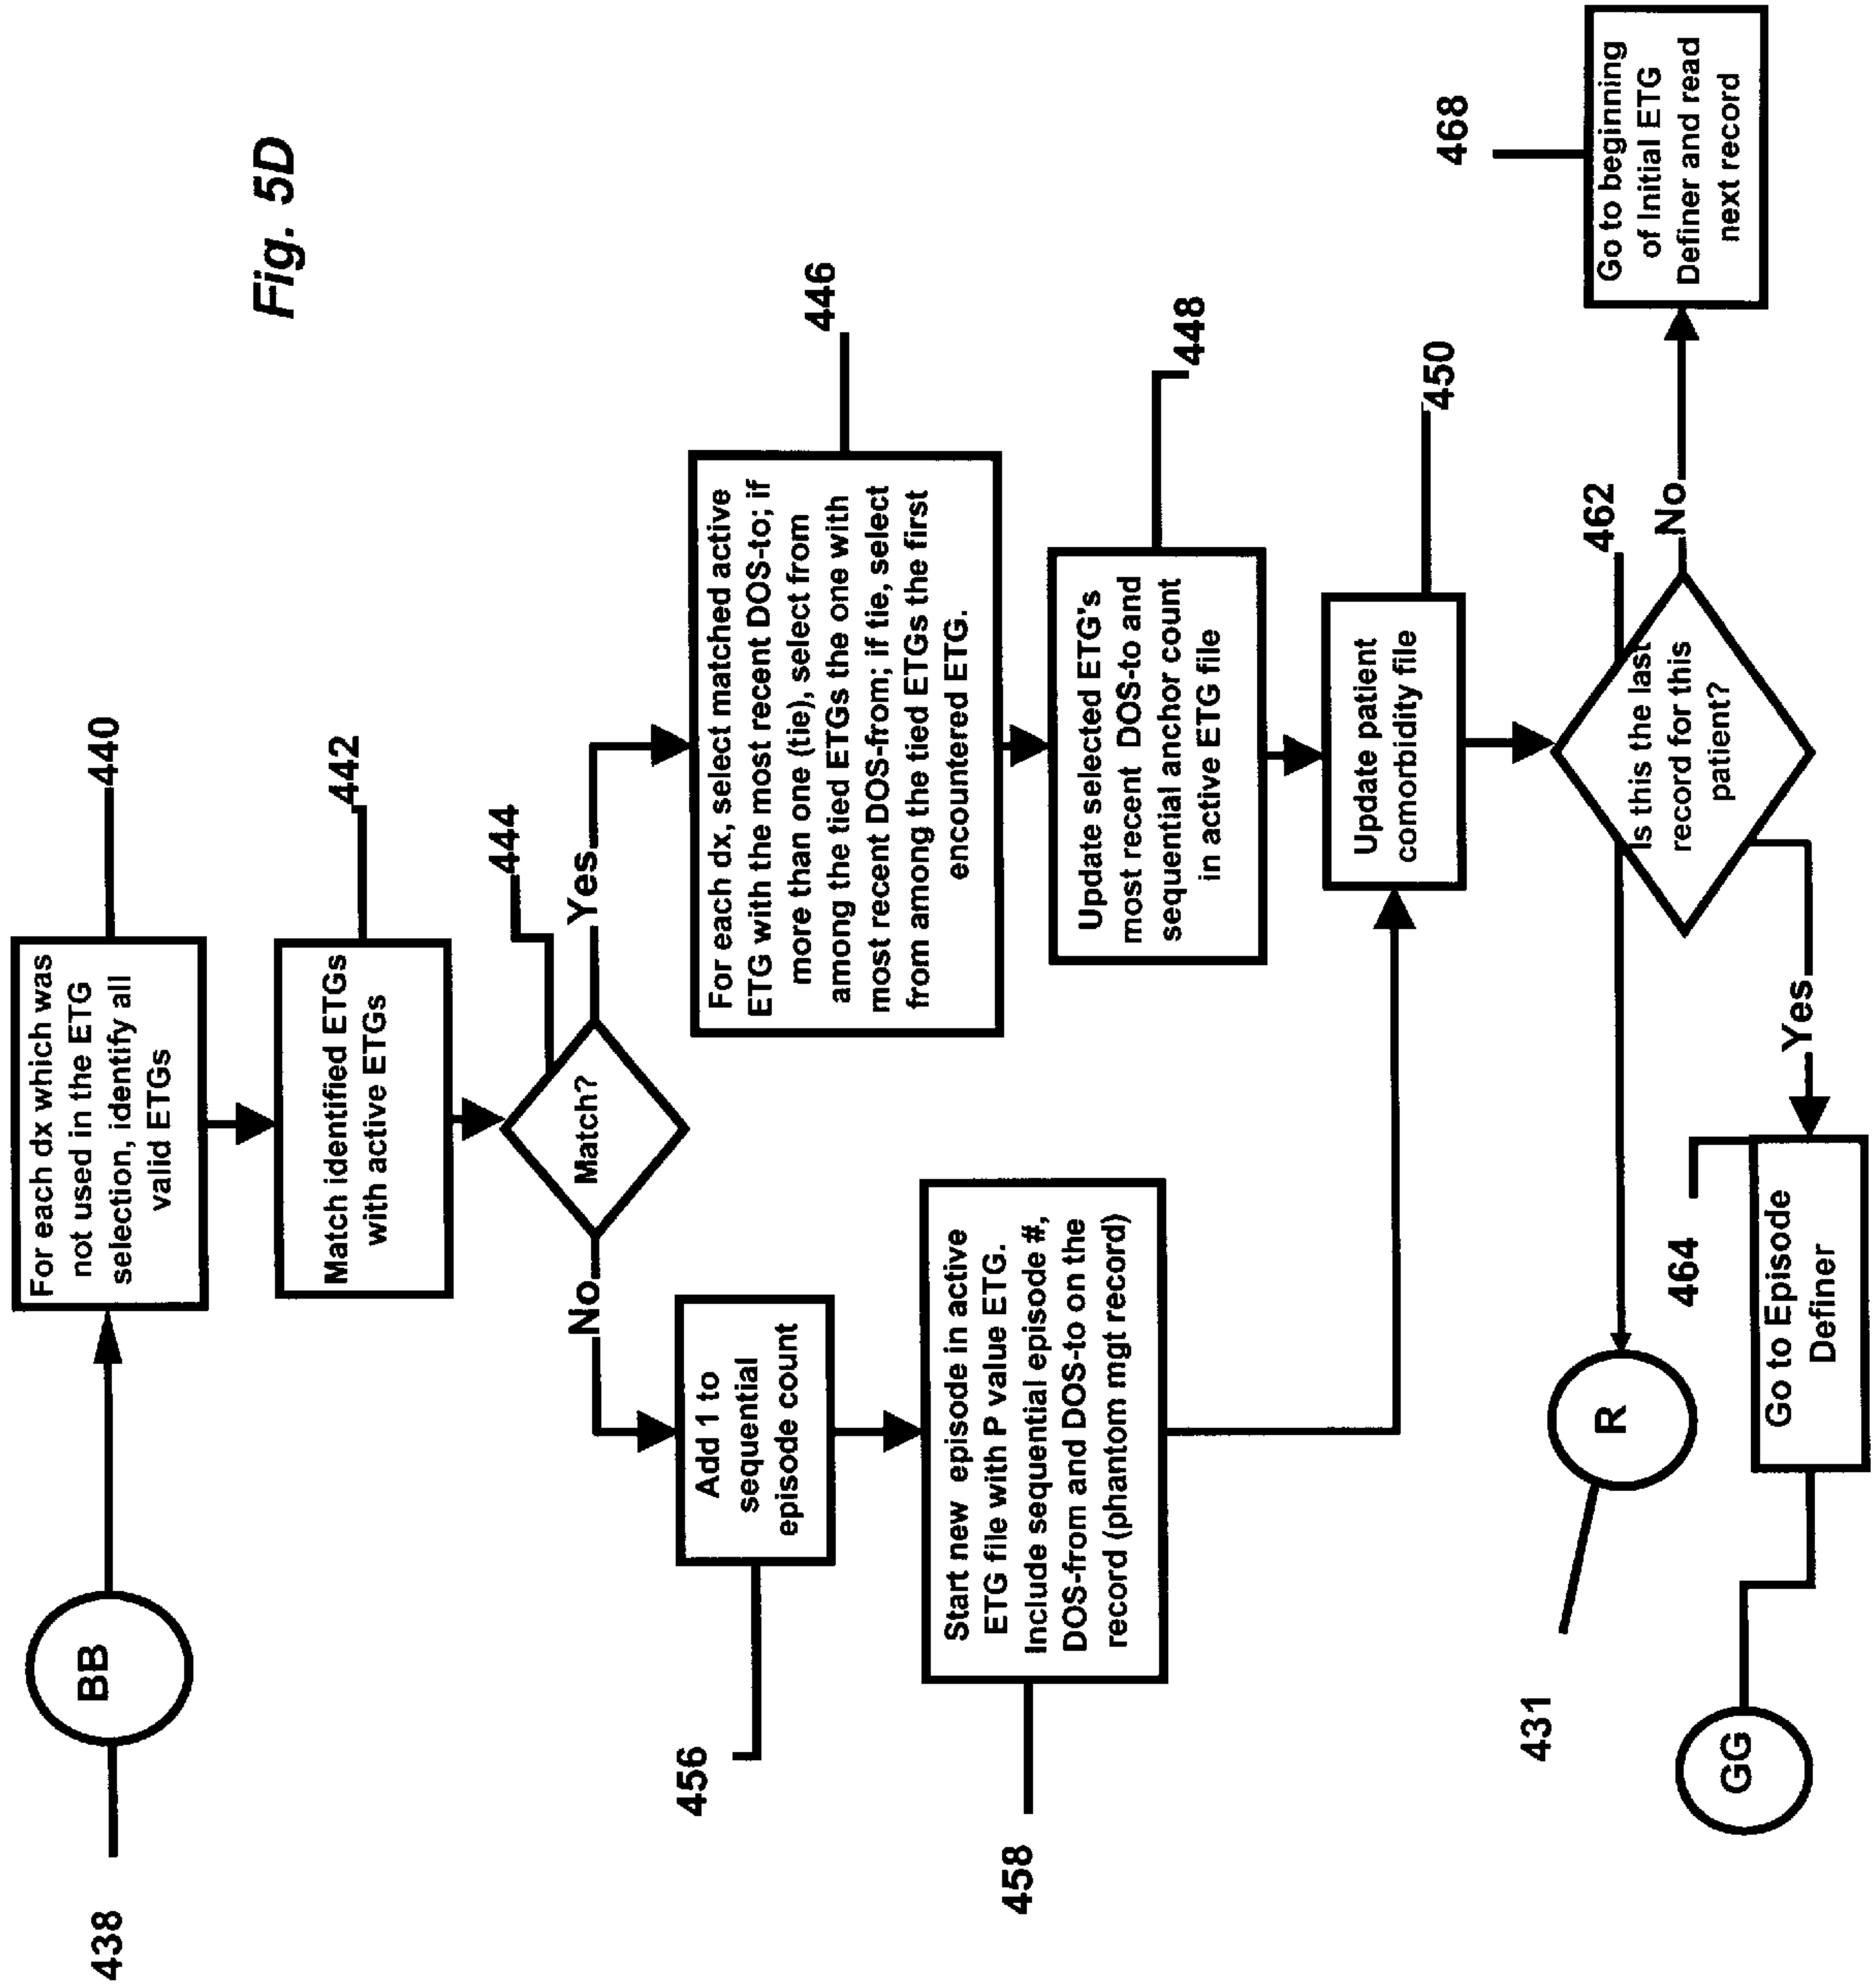 Fig. 5D
438
BB
440
For each dx which was
not used in the ETG
selection, identify all
valid ETGs
442
Match identified ETGs
with active ETGs
444
Match?
No
Yes
456
Add 1 to
sequential
episode count
446
For each dx, select matched active
ETG with the most recent DOS-to; if
more than one (tie), select from
among the tied ETGs the one with
most recent DOS-from; if tie, select
from among the tied ETGs the first
encountered ETG.
458
Start new episode in active
ETG file with P value ETG.
Include sequential episode #,
DOS-from and DOS-to on the
record (phantom mgt record)
448
Update selected ETG's
most recent DOS-to and
sequential anchor count
in active ETG file
450
Update patient
comorbidity file
462
Is this the last
record for this
patient?
No
Yes
468
Go to beginning
of Initial ETG
Definer and read
next record
431
R
464
Go to Episode
Definer
GG